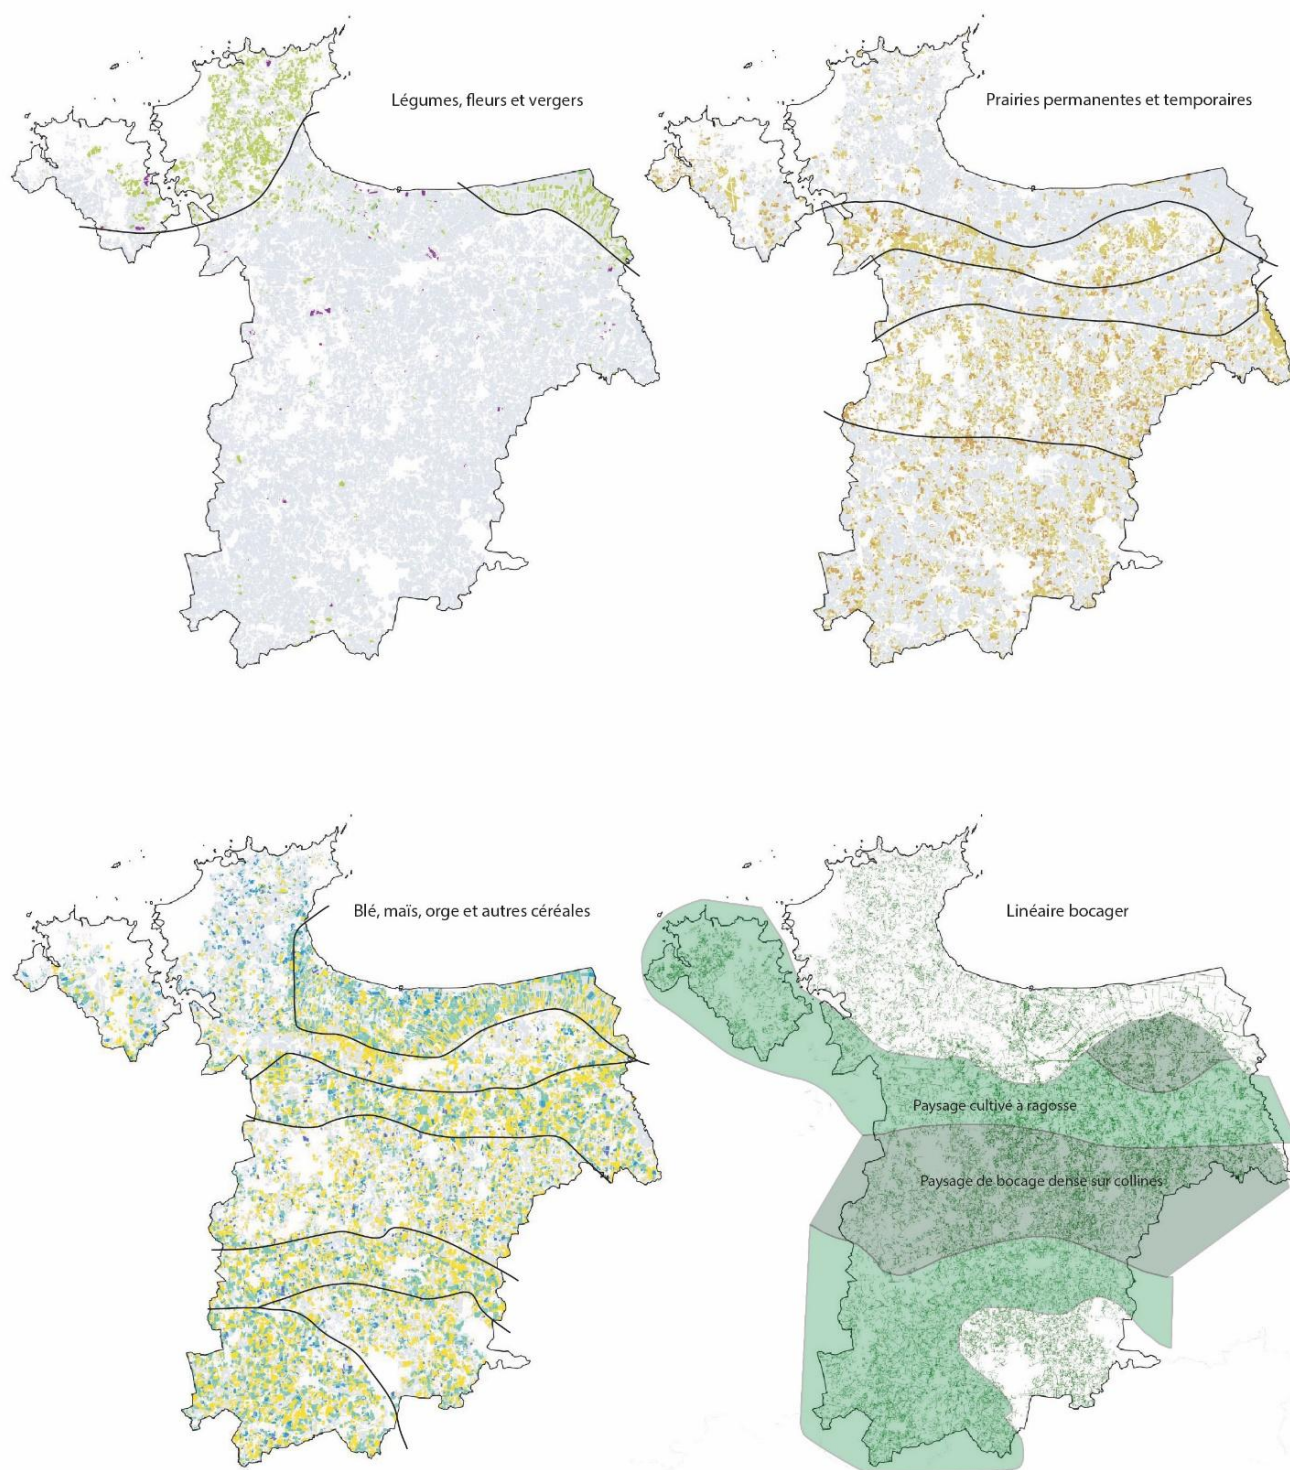 Légumes, fleurs et vergers
Prairies permanentes et temporaires
Blé, maïs, orge et autres céréales
Linéaire bocager
Paysage cultivé à ragosse
Paysage de bocage dense sur collines